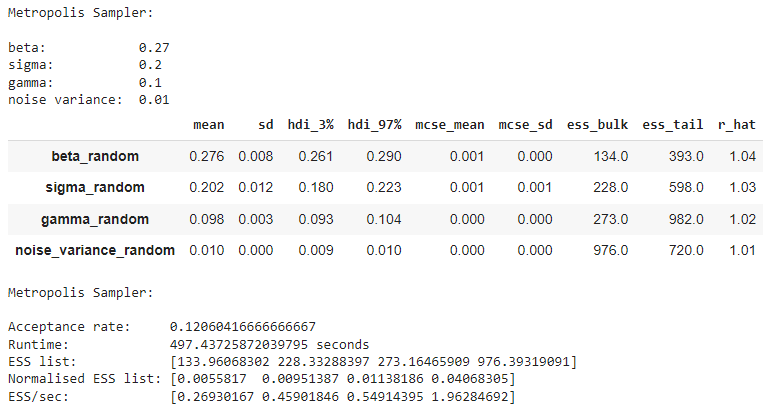 Metropolis Sampler:
beta: 0.27
sigma: 0.2
gamma: 0.1
noise variance: 0.01
mean sd hdi_3% hdi_97% mcse_mean mcse_sd ess_bulk ess_tail r_hat
beta_random 0.276 0.008 0.261 0.290 0.001 0.000 134.0 393.0 1.04
sigma_random 0.202 0.012 0.180 0.223 0.001 0.001 228.0 598.0 1.03
gamma_random 0.098 0.003 0.093 0.104 0.000 0.000 273.0 982.0 1.02
noise_variance_random 0.010 0.000 0.009 0.010 0.000 0.000 976.0 720.0 1.01
Metropolis Sampler:
Acceptance rate: 0.12060416666666667
Runtime: 497.43725872039795 seconds
ESS list: [133.96068302 228.33288397 273.16465909 976.39319091]
Normalised ESS list: [0.0055817 0.00951387 0.01138186 0.04068305]
ESS/sec: [0.26930167 0.45901846 0.54914395 1.96284692]